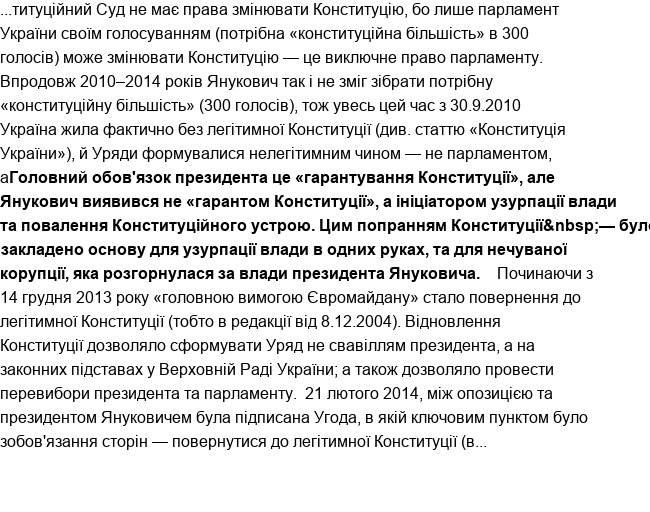 ...титуційний Суд не має права змінювати Конституцію, бо лише парламент
України своїм голосуванням (потрібна «конституційна більшість» в 300
голосів) може змінювати Конституцію — це виключне право парламенту.
Впродовж 2010–2014 років Янукович так і не зміг зібрати потрібну
«конституційну більшість» (300 голосів), тож увесь цей час з 30.9.2010
Україна жила фактично без легітимної Конституції (див. статтю «Конституція
України»), й Уряди формувалися нелегітимним чином — не парламентом,
аГоловний обов'язок президента це «гарантування Конституції», але
Янукович виявився не «гарантом Конституції», а ініціатором узурпації влади
та повалення Конституційного устрою. Цим попранням Конституції&nbsp;— бул
закладено основу для узурпації влади в одних руках, та для нечуваної
корупції, яка розгорнулася за влади президента Януковича. Починаючи з
14 грудня 2013 року «головною вимогою Євромайдану» стало повернення до
легітимної Конституції (тобто в редакції від 8.12.2004). Відновлення
Конституції дозволяло сформувати Уряд не свавіллям президента, а на
законних підставах у Верховній Раді України; а також дозволяло провести
перевибори президента та парламенту. 21 лютого 2014, між опозицією та
президентом Януковичем була підписана Угода, в якій ключовим пунктом було
зобов'язання сторін — повернутися до легітимної Конституції (в...